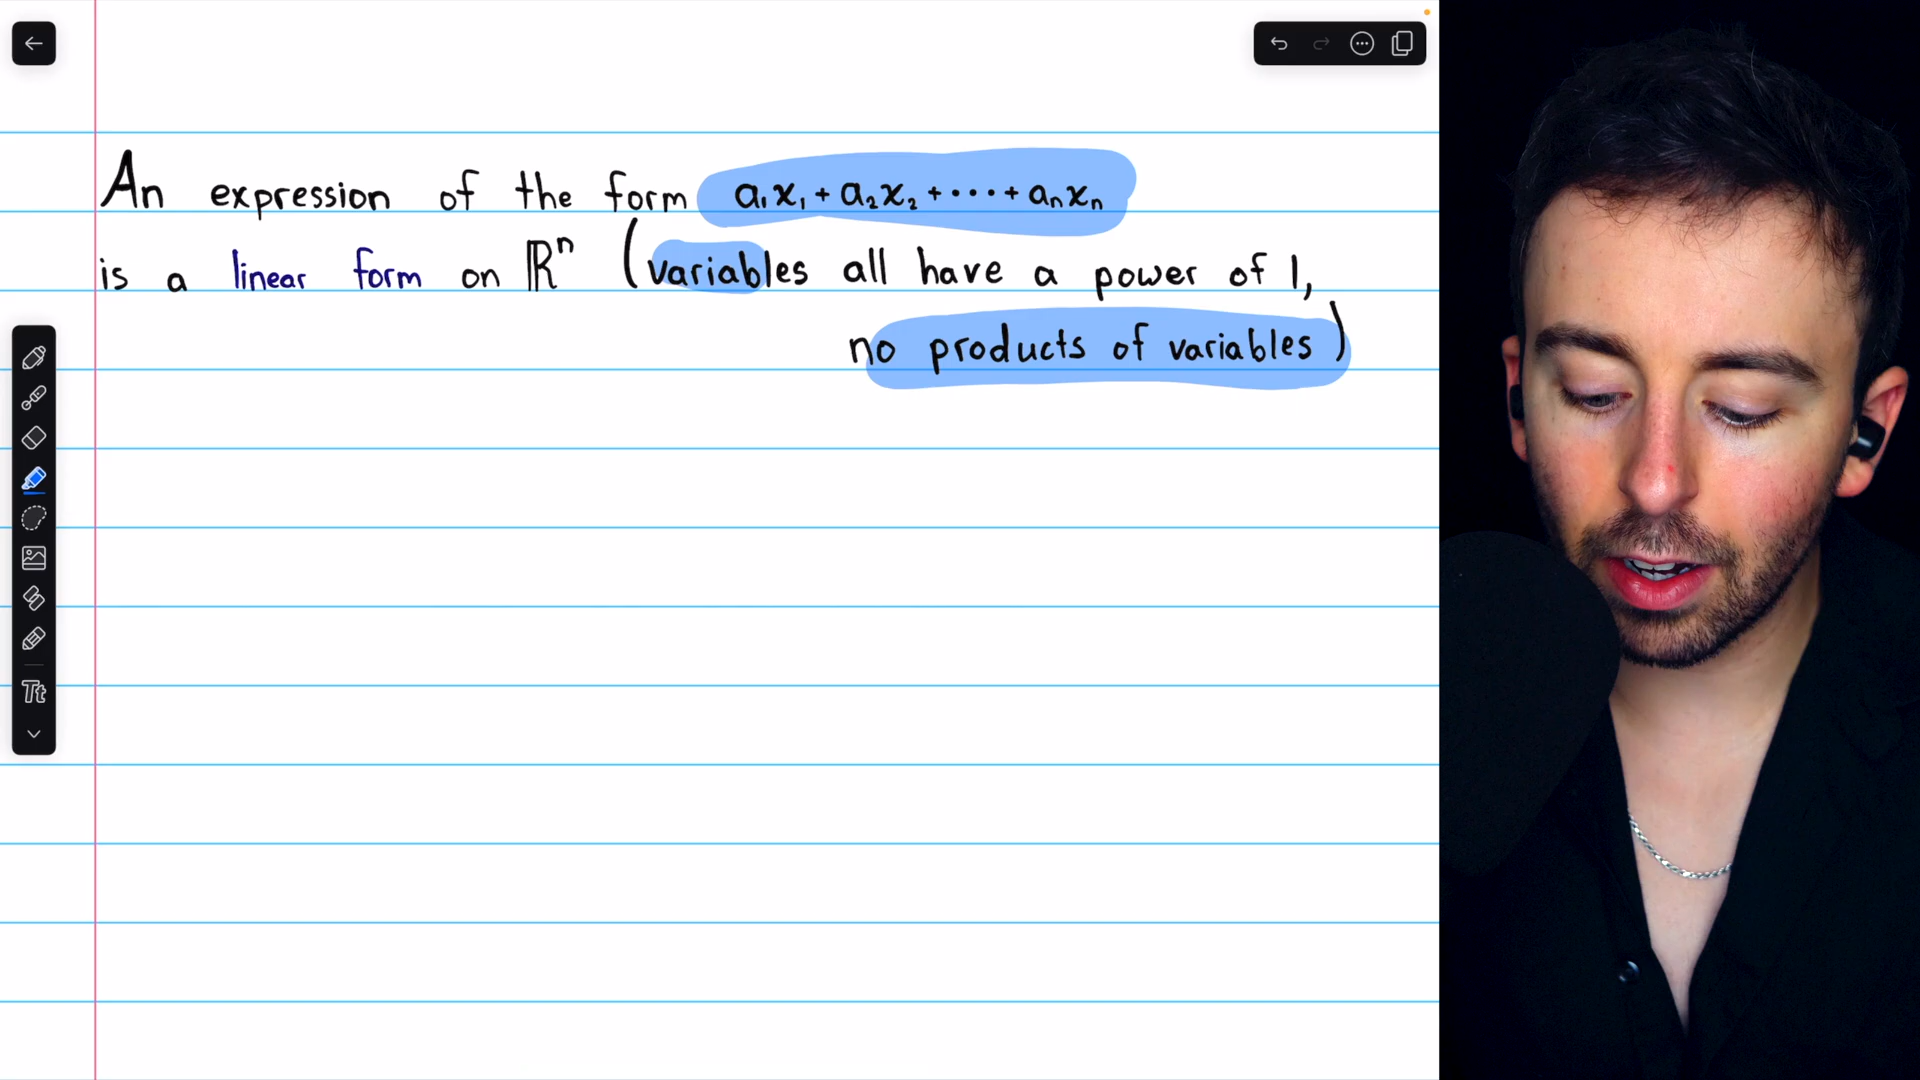 An expression of the form a₁x₁ + a₂x₂ + ···· + aₙxₙ
is a linear form on ℝⁿ (variables all have a power of 1,
no products of variables)
Tt